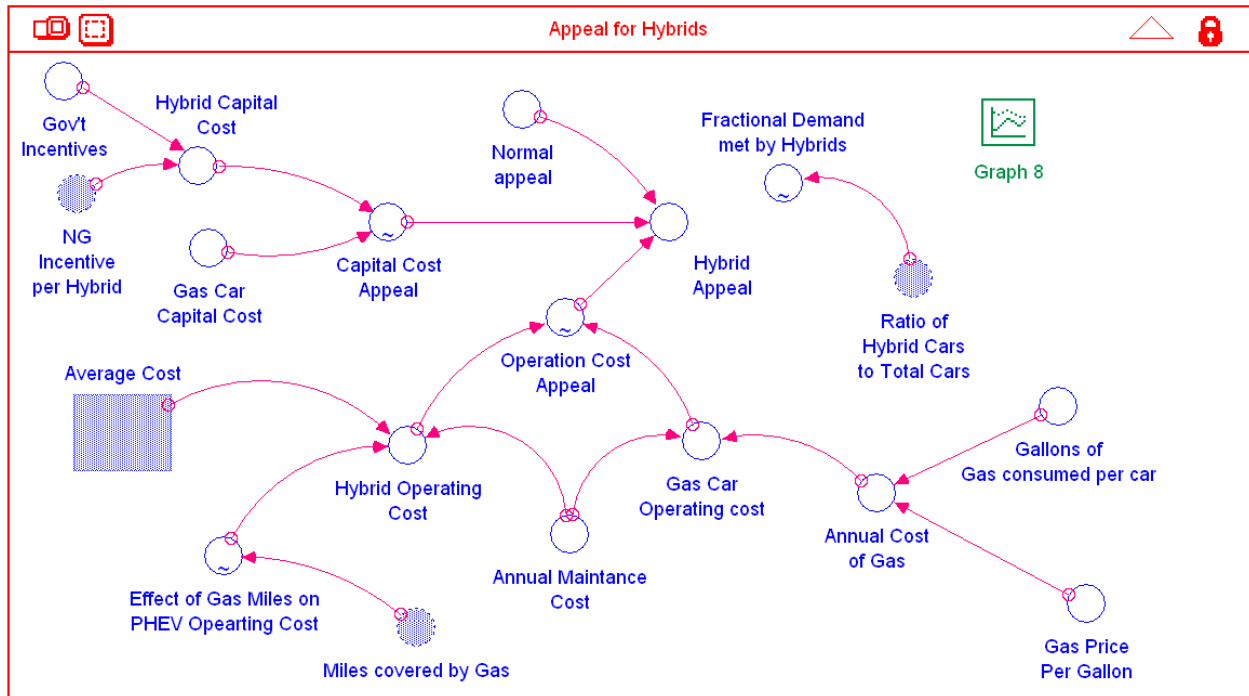 Appeal for Hybrids
Gov't
Incentives
Hybrid Capital
Cost
Normal
appeal
Fractional Demand
met by Hybrids
Graph 8
NG
Incentive
per Hybrid
Gas Car
Capital Cost
~
Capital Cost
Appeal
Hybrid
Appeal
~
Ratio of
Hybrid Cars
to Total Cars
~
Operation Cost
Appeal
Average Cost
Hybrid Operating
Cost
Gas Car
Operating cost
Gallons of
Gas consumed per car
Annual Cost
of Gas
~
Effect of Gas Miles on
PHEV Opearting Cost
Annual Maintance
Cost
Miles covered by Gas
Gas Price
Per Gallon